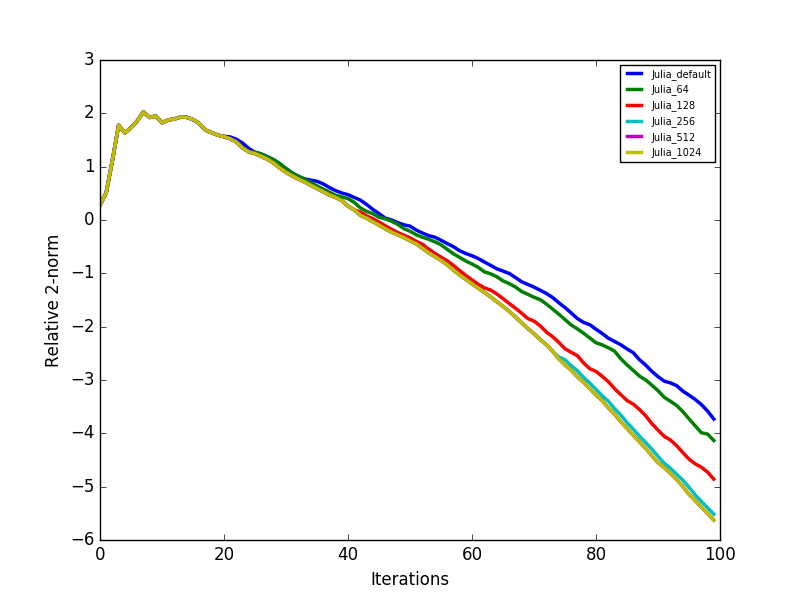 3
2
1
0
−1
−2
−3
−4
−5
−6
Relative 2-norm
Julia_default
Julia_64
Julia_128
Julia_256
Julia_512
Julia_1024
0 20 40 60 80 100
Iterations